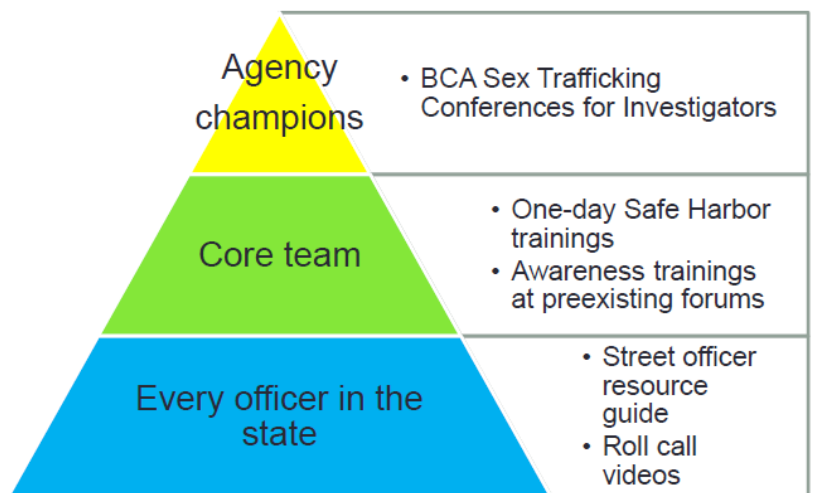 Agency
champions
• BCA Sex Trafficking
Conferences for Investigators
Core team
• One-day Safe Harbor
trainings
• Awareness trainings
at preexisting forums
Every officer in the
state
• Street officer
resource
guide
• Roll call
videos